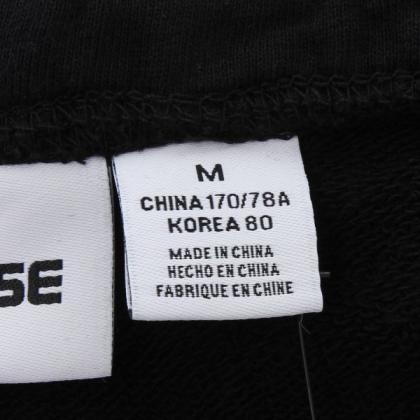 M
CHINA 170/78A
KOREA 80
MADE IN CHINA
HECHO EN CHINA
FABRIQUE EN CHINE
SE